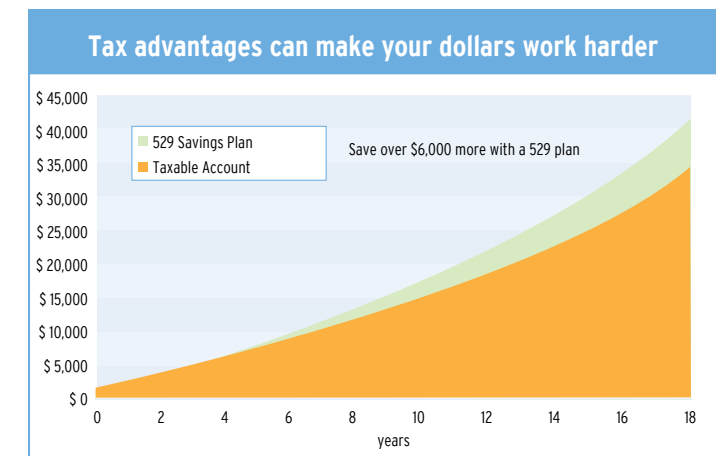 Tax advantages can make your dollars work harder
$ 45,000
$ 40,000
$ 35,000
$ 30,000
$ 25,000
$ 20,000
$ 15,000
$ 10,000
$ 5,000
$ 0
529 Savings Plan
Taxable Account
Save over $6,000 more with a 529 plan
0 2 4 6 8 10 12 14 16 18
years